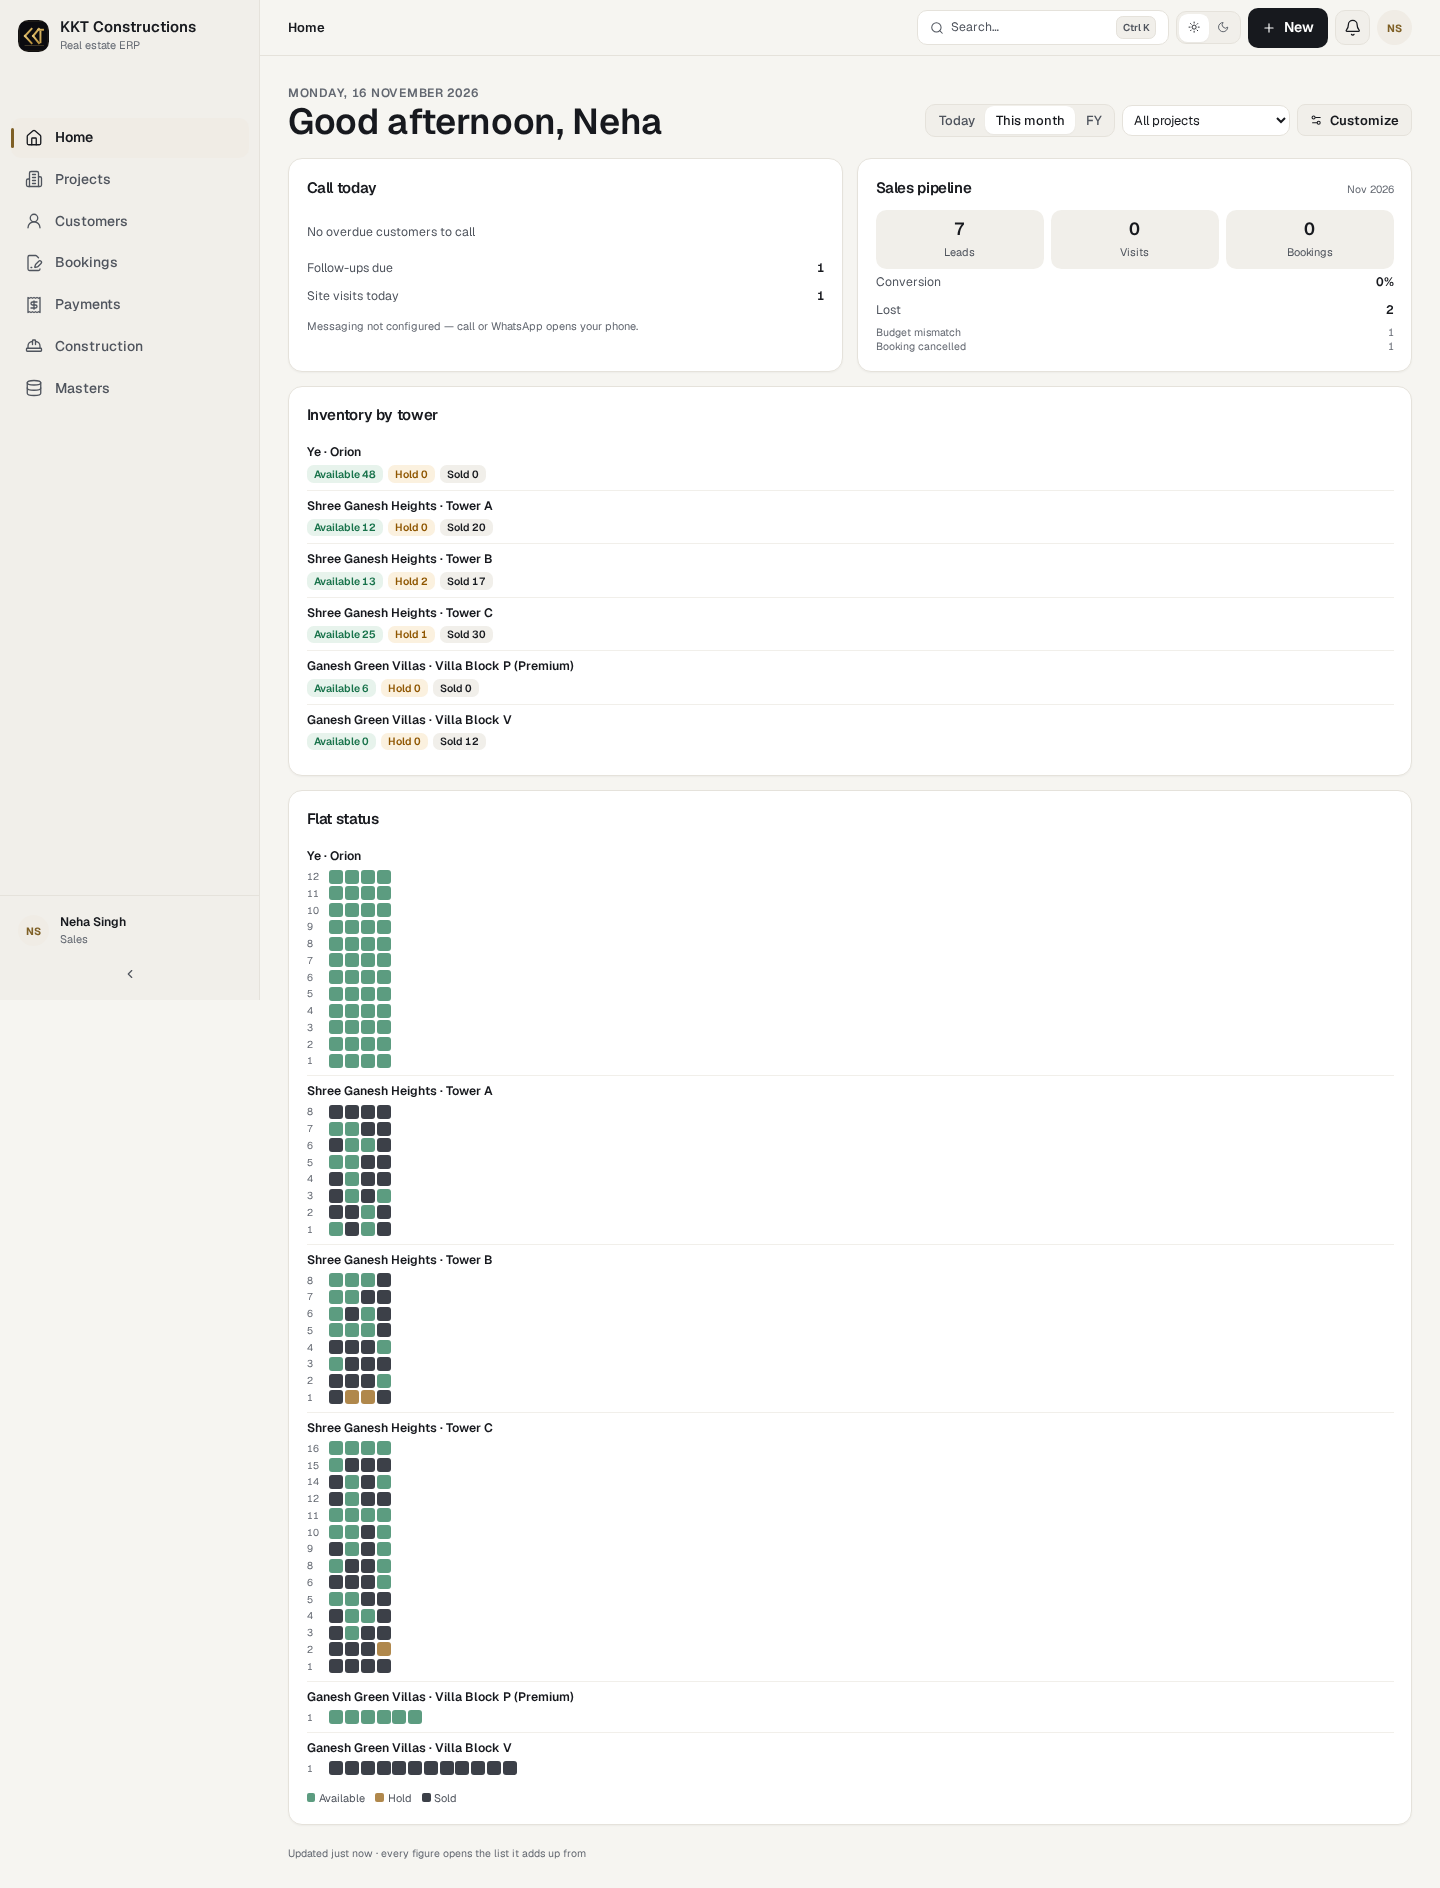 KKT Constructions
Real estate ERP
Home
Projects
Customers
Bookings
Payments
Construction
Masters
NS
Neha Singh
Sales
Home
Search...
Ctrl K
New
NS
MONDAY, 16 NOVEMBER 2026
Good afternoon, Neha
Today
This month
FY
All projects
Customize
Call today
No overdue customers to call
Follow-ups due 1
Site visits today 1
Messaging not configured — call or WhatsApp opens your phone.
Sales pipeline
Nov 2026
7
Leads
0
Visits
0
Bookings
Conversion 0%
Lost 2
Budget mismatch 1
Booking cancelled 1
Inventory by tower
Ye · Orion
Available 48 Hold 0 Sold 0
Shree Ganesh Heights · Tower A
Available 12 Hold 0 Sold 20
Shree Ganesh Heights · Tower B
Available 13 Hold 2 Sold 17
Shree Ganesh Heights · Tower C
Available 25 Hold 1 Sold 30
Ganesh Green Villas · Villa Block P (Premium)
Available 6 Hold 0 Sold 0
Ganesh Green Villas · Villa Block V
Available 0 Hold 0 Sold 12
Flat status
Ye · Orion
12
11
10
9
8
7
6
5
4
3
2
1
Shree Ganesh Heights · Tower A
8
7
6
5
4
3
2
1
Shree Ganesh Heights · Tower B
8
7
6
5
4
3
2
1
Shree Ganesh Heights · Tower C
16
15
14
12
11
10
9
8
6
5
4
3
2
1
Ganesh Green Villas · Villa Block P (Premium)
1
Ganesh Green Villas · Villa Block V
1
Available Hold Sold
Updated just now · every figure opens the list it adds up from